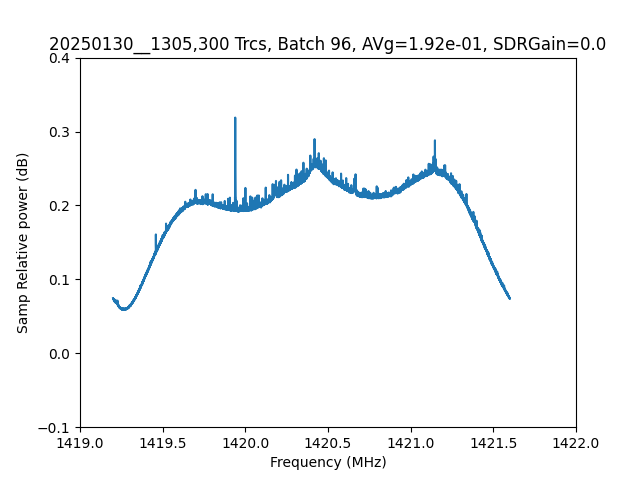 20250130__1305,300 Trcs, Batch 96, AVg=1.92e-01, SDRGain=0.0
0.4
0.3
0.2
0.1
0.0
−0.1
Samp Relative power (dB)
1419.0 1419.5 1420.0 1420.5 1421.0 1421.5 1422.0
Frequency (MHz)